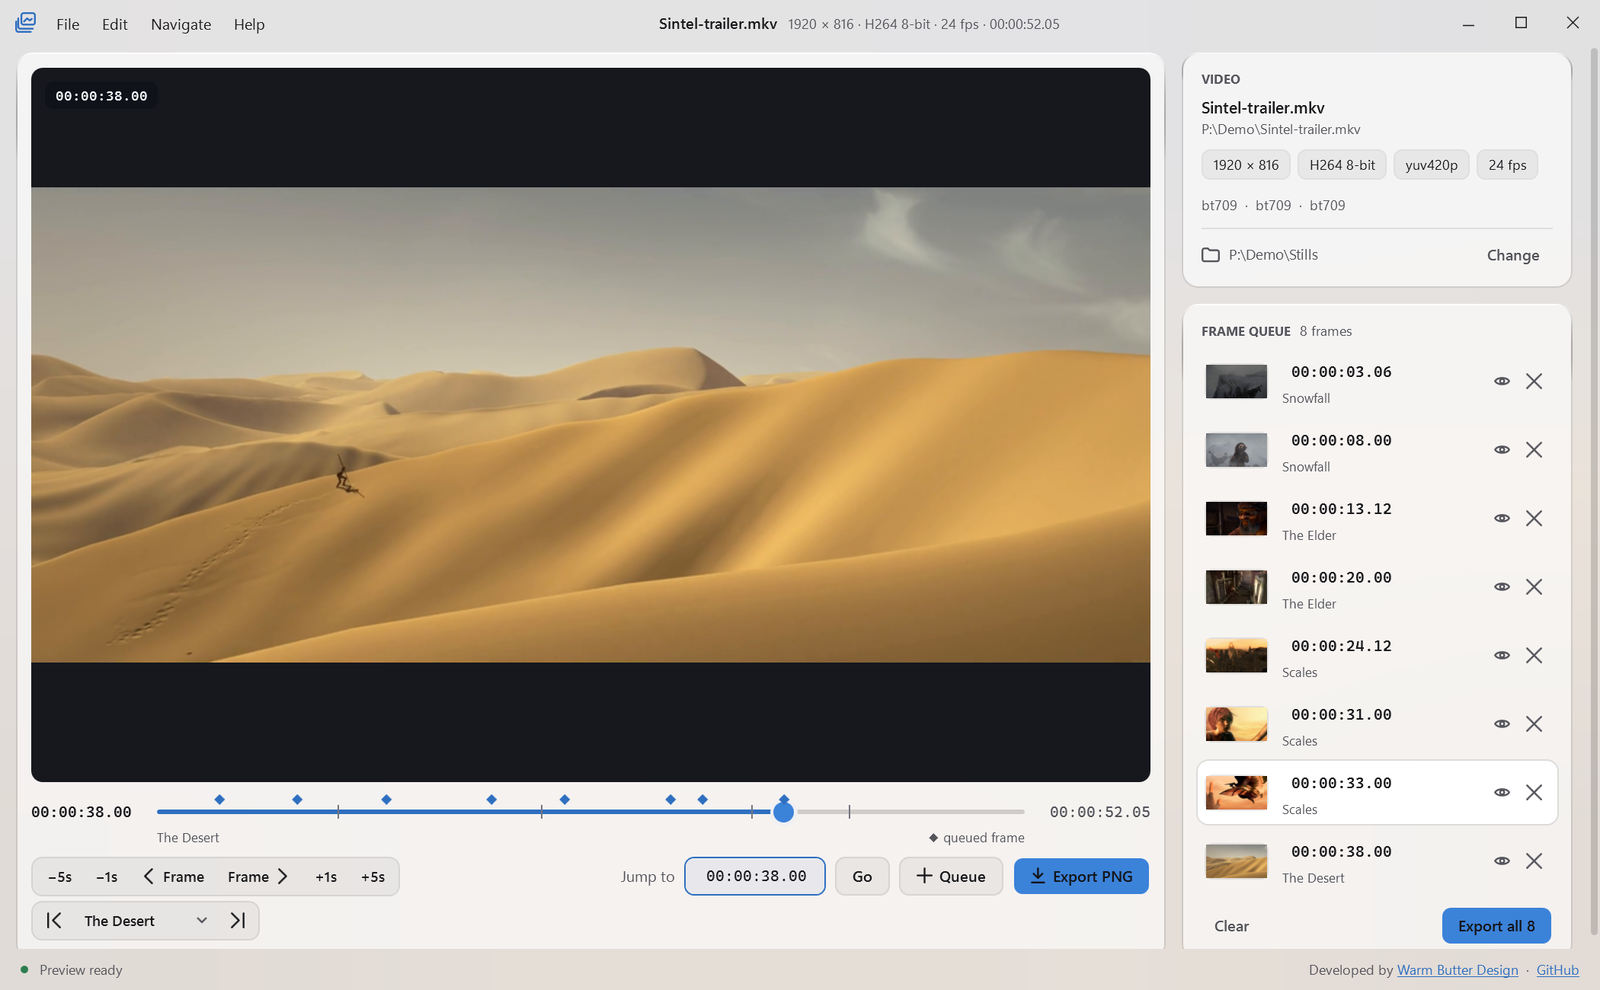 File Edit Navigate Help
Sintel-trailer.mkv 1920 × 816 · H264 8-bit · 24 fps · 00:00:52.05
00:00:38.00
00:00:38.00
00:00:52.05
The Desert
◆ queued frame
−5s −1s Frame Frame +1s +5s
Jump to 00:00:38.00 Go Queue Export PNG
The Desert
VIDEO
Sintel-trailer.mkv
P:\Demo\Sintel-trailer.mkv
1920 × 816 H264 8-bit yuv420p 24 fps
bt709 · bt709 · bt709
P:\Demo\Stills Change
FRAME QUEUE 8 frames
00:00:03.06
Snowfall
00:00:08.00
Snowfall
00:00:13.12
The Elder
00:00:20.00
The Elder
00:00:24.12
Scales
00:00:31.00
Scales
00:00:33.00
Scales
00:00:38.00
The Desert
Clear Export all 8
Preview ready
Developed by Warm Butter Design · GitHub